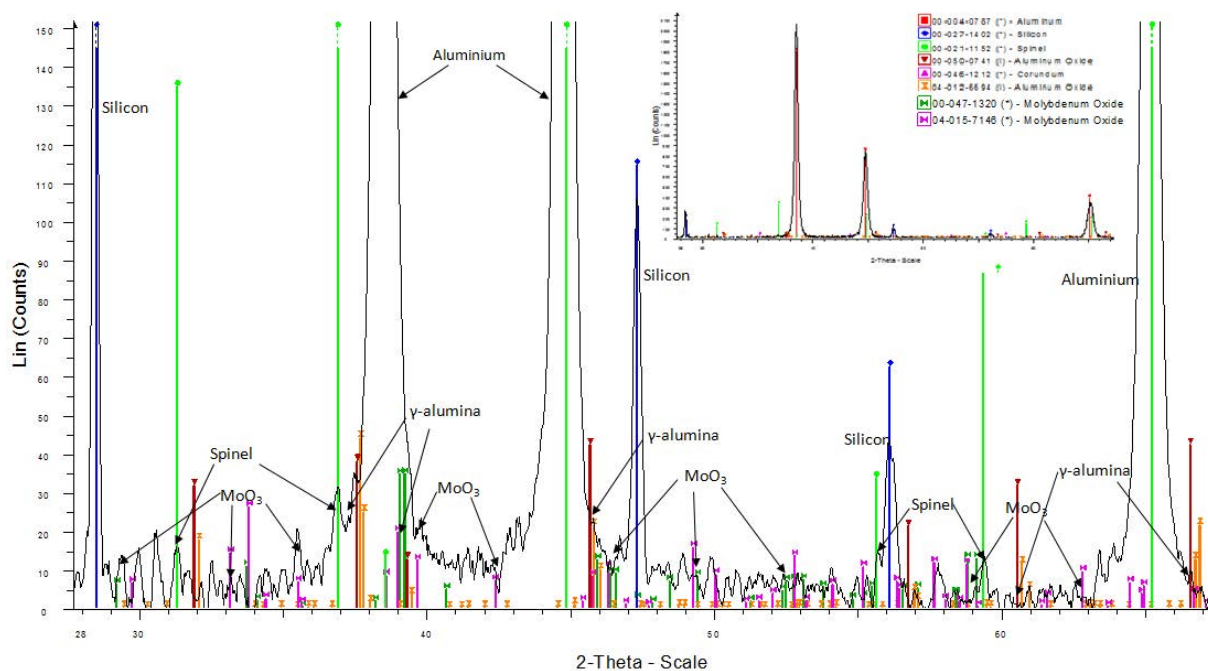 00-004-0787 (*) - Aluminum
00-027-1402 (*) - Silicon
00-021-1152 (*) - Spinel
00-050-0741 (I) - Aluminum Oxide
00-046-1212 (*) - Corundum
04-012-5594 (I) - Aluminum Oxide
00-047-1320 (*) - Molybdenum Oxide
04-015-7146 (*) - Molybdenum Oxide
Lin (Counts)
2-Theta - Scale
Lin (Counts)
150
140
130
120
110
100
90
80
70
60
50
40
30
20
10
0
Silicon
Aluminium
Silicon
Aluminium
γ-alumina
Spinel
MoO₃
MoO₃
γ-alumina
MoO₃
Silicon
Spinel
MoO₃
γ-alumina
28 30 40 50 60
2-Theta - Scale